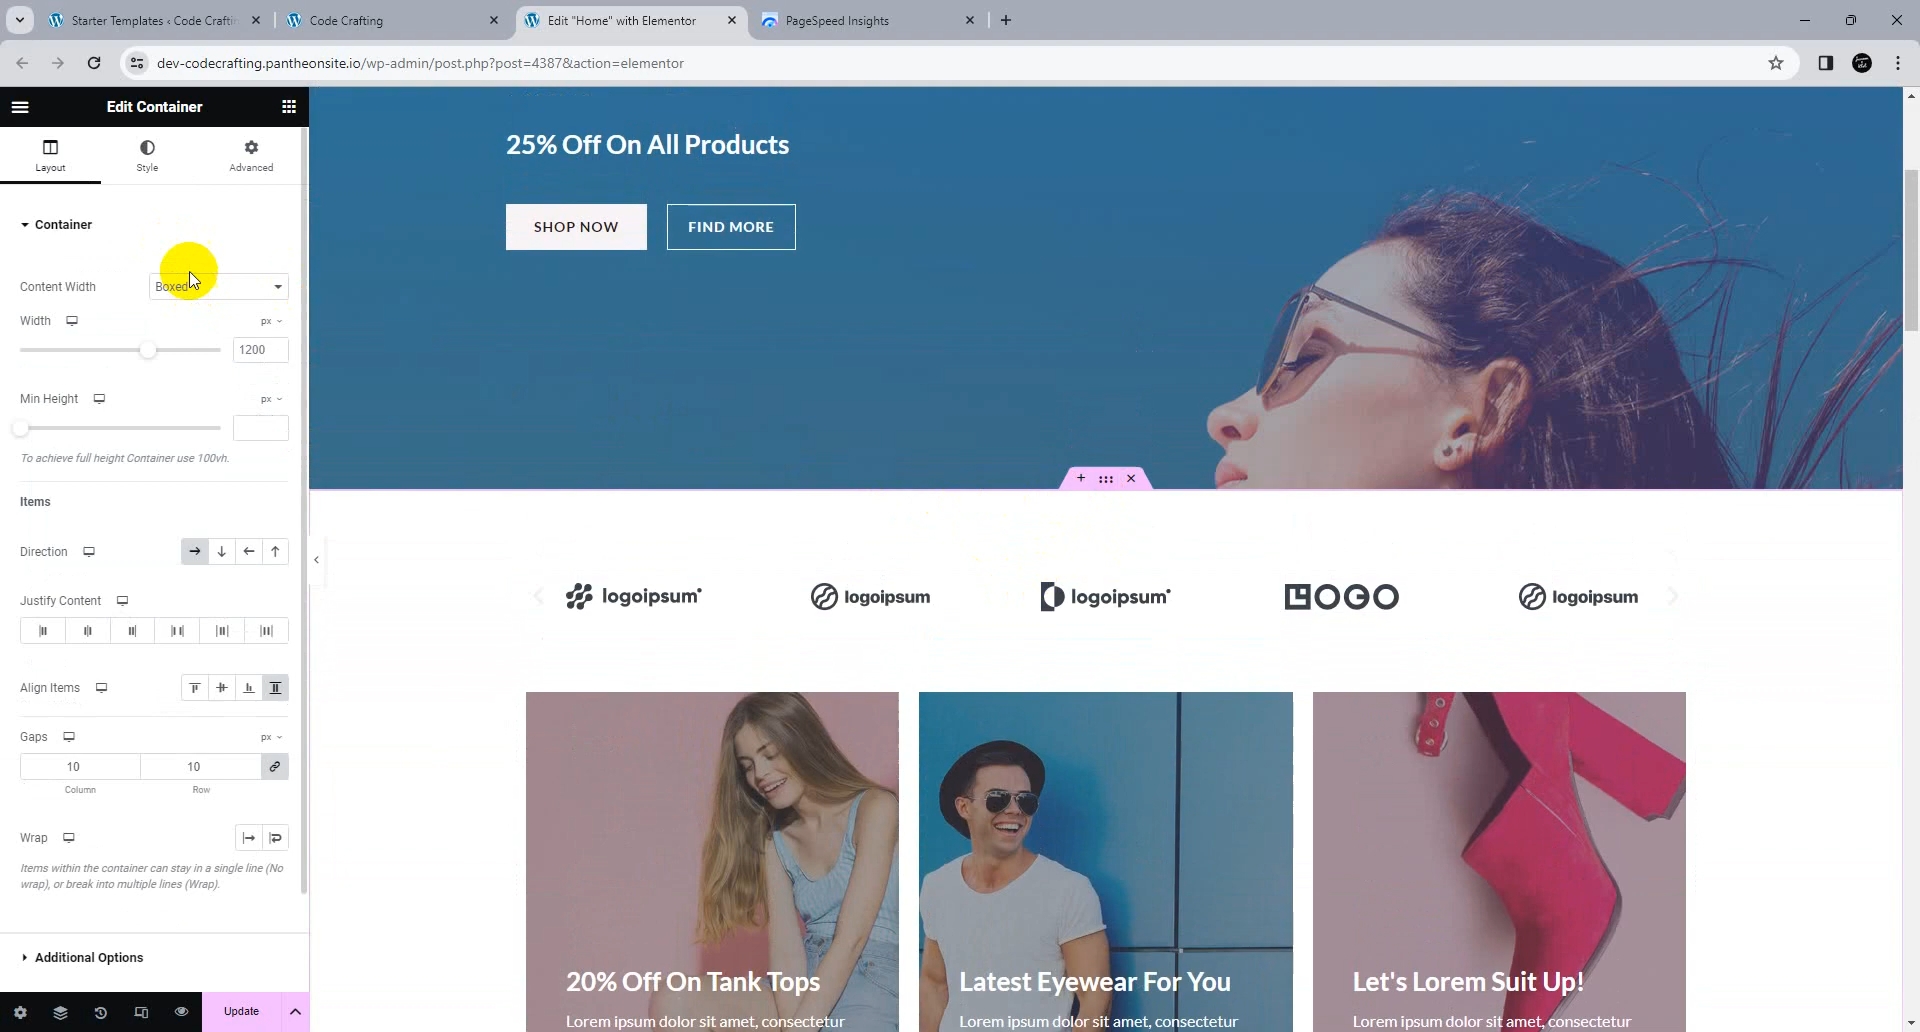 Starter Templates ‹ Code Craftin
Code Crafting
Edit "Home" with Elementor
PageSpeed Insights
dev-codecrafting.pantheonsite.io/wp-admin/post.php?post=4387&action=elementor
Edit Container
Layout
Style
Advanced
Container
Content Width
Boxed
Width
px
1200
Min Height
px
To achieve full height Container use 100vh.
Items
Direction
Justify Content
Align Items
Gaps
px
10
10
Column
Row
Wrap
Items within the container can stay in a single line (No
wrap), or break into multiple lines (Wrap).
Additional Options
Update
25% Off On All Products
SHOP NOW
FIND MORE
logoipsum
logoipsum
logoipsum
LOGO
logoipsum
20% Off On Tank Tops
Lorem ipsum dolor sit amet, consectetur
Latest Eyewear For You
Lorem ipsum dolor sit amet, consectetur
Let's Lorem Suit Up!
Lorem ipsum dolor sit amet, consectetur